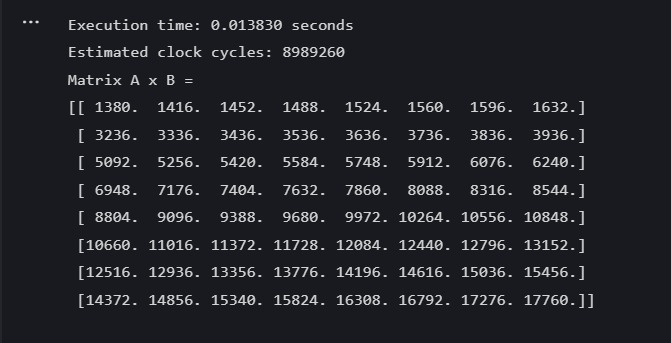 Execution time: 0.013830 seconds
Estimated clock cycles: 8989260
Matrix A x B =
[[ 1380.  1416.  1452.  1488.  1524.  1560.  1596.  1632.]
 [ 3236.  3336.  3436.  3536.  3636.  3736.  3836.  3936.]
 [ 5092.  5256.  5420.  5584.  5748.  5912.  6076.  6240.]
 [ 6948.  7176.  7404.  7632.  7860.  8088.  8316.  8544.]
 [ 8804.  9096.  9388.  9680.  9972. 10264. 10556. 10848.]
 [10660. 11016. 11372. 11728. 12084. 12440. 12796. 13152.]
 [12516. 12936. 13356. 13776. 14196. 14616. 15036. 15456.]
 [14372. 14856. 15340. 15824. 16308. 16792. 17276. 17760.]]